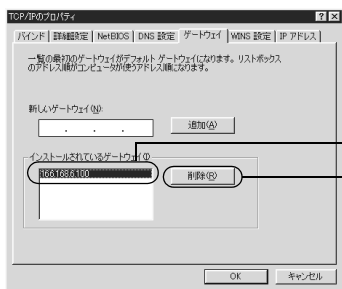 TCP/IPのプロパティ
バインド 詳細設定 NetBIOS DNS 設定 ゲートウェイ WINS 設定 IP アドレス
一覧の最初のゲートウェイがデフォルト ゲートウェイになります。リストボックス
のアドレス順がコンピュータが使うアドレス順になります。
新しいゲートウェイ(N):
. . .
追加(A)
インストールされているゲートウェイ(I)
166.168.6.100
削除(R)
OK キャンセル